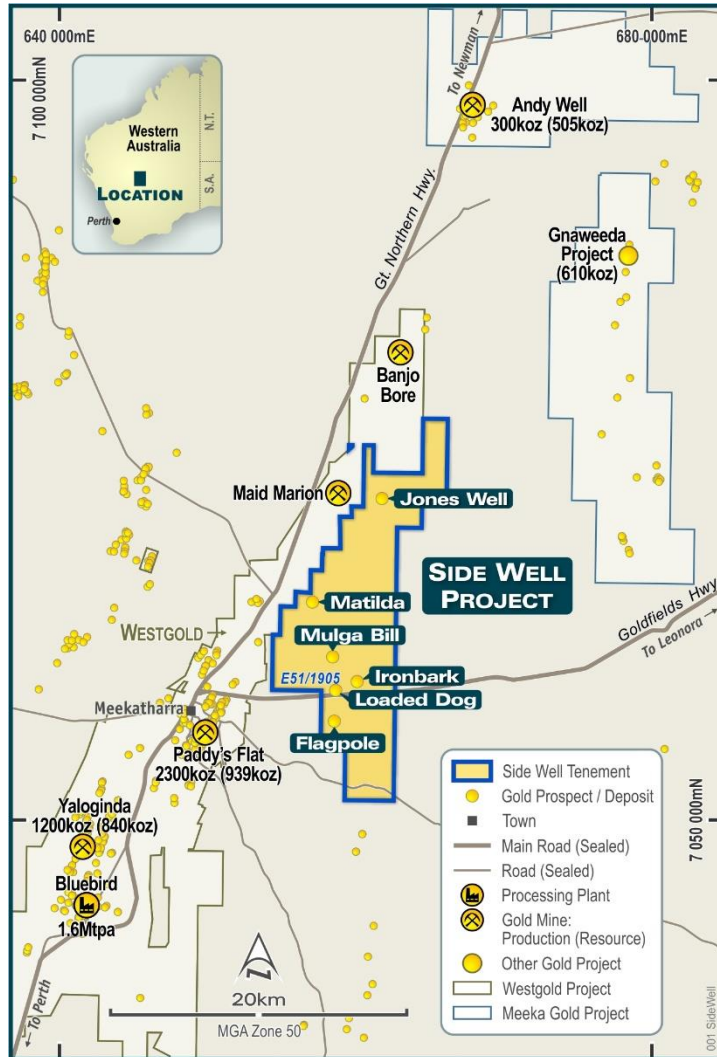 640 000mE
680 000mE
To Newman
7 100 000mN
Western
Australia
N.T.
S.A.
LOCATION
Perth
Andy Well
300koz (505koz)
Gt. Northern Hwy.
Gnaweeda
Project
(610koz)
Banjo
Bore
Maid Marion
Jones Well
SIDE WELL
PROJECT
Matilda
Goldfields Hwy
To Leonora
WESTGOLD
Mulga Bill
E51/1905
Ironbark
Loaded Dog
Meekatharra
Flagpole
Paddy's Flat
2300koz (939koz)
Yaloginda
1200koz (840koz)
7 050 000mN
Bluebird
1.6Mtpa
To Perth
N
20km
MGA Zone 50
Side Well Tenement
Gold Prospect / Deposit
Town
Main Road (Sealed)
Road (Sealed)
Processing Plant
Gold Mine:
Production (Resource)
Other Gold Project
Westgold Project
Meeka Gold Project
001 SideWell